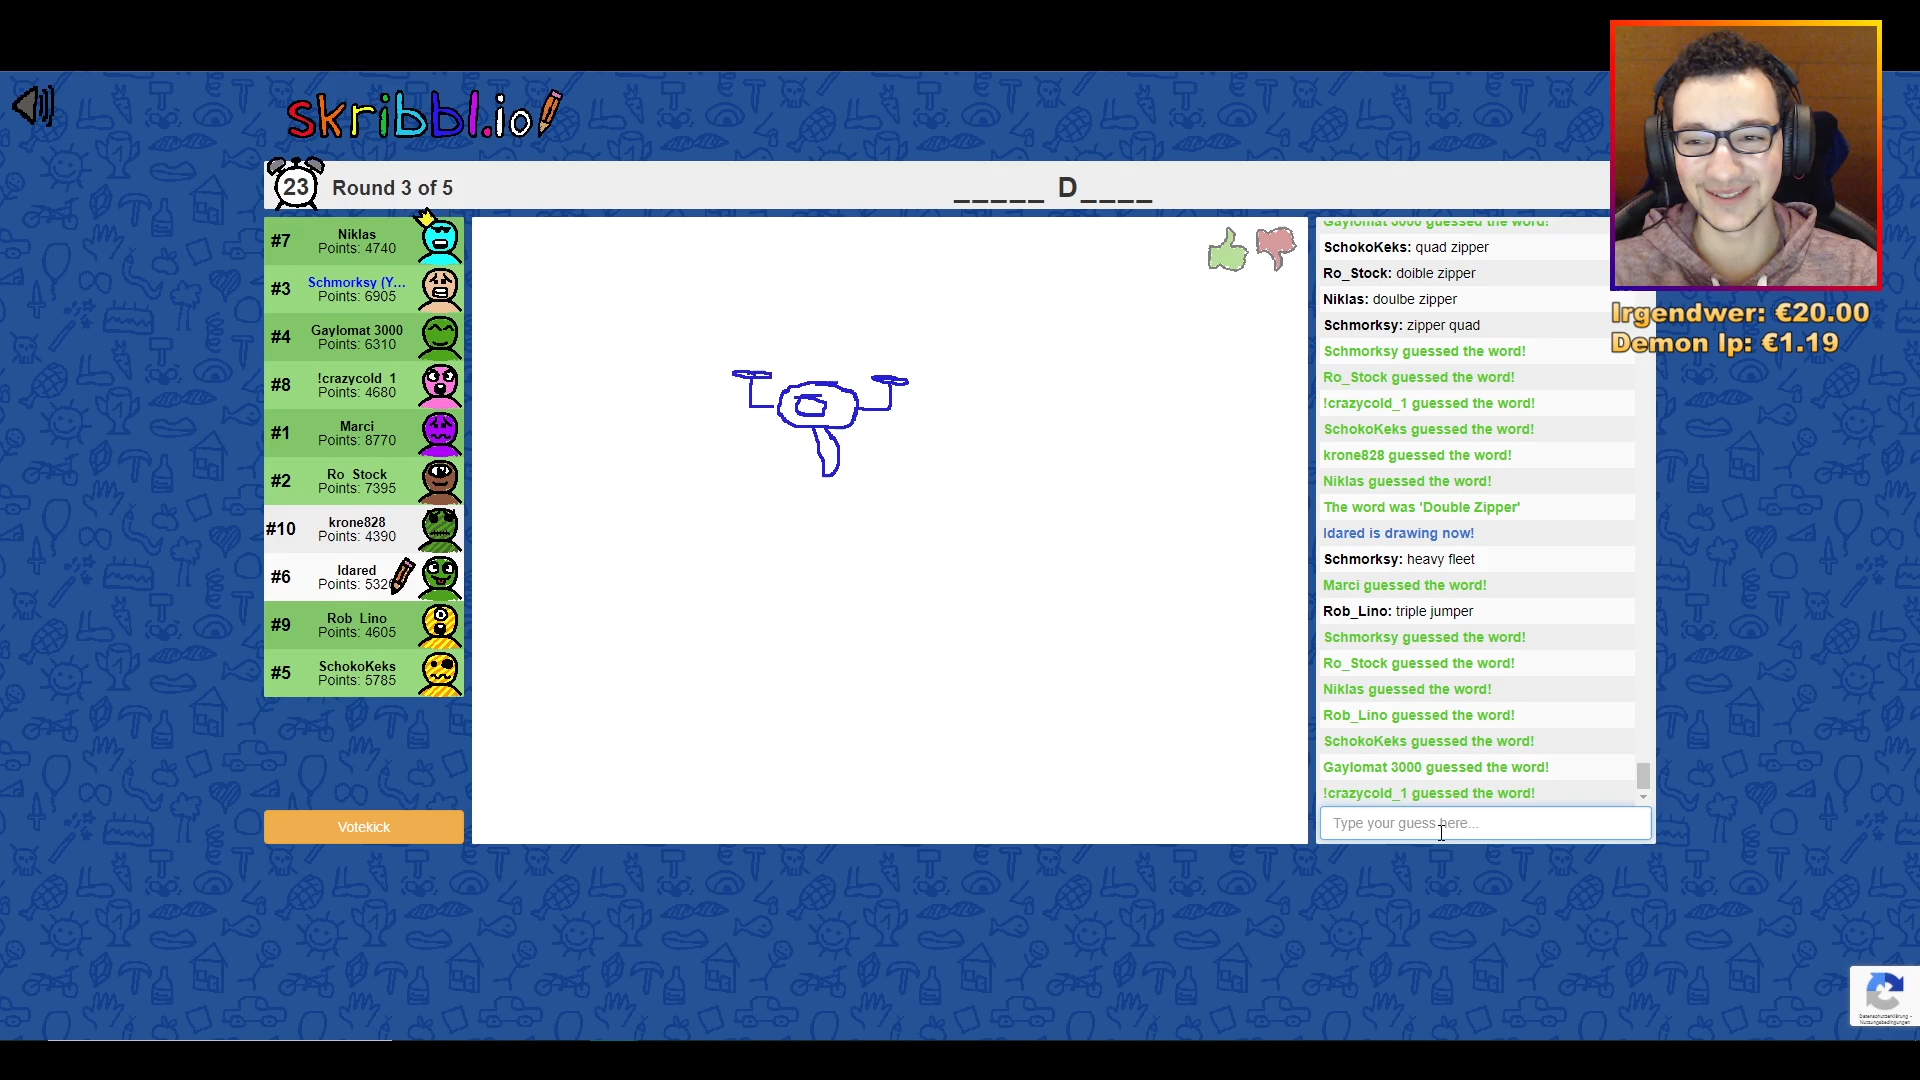 skribbl.io
23
Round 3 of 5
_____ D____
#7
Niklas
Points: 4740
#3
Schmorksy (Y...
Points: 6905
#4
Gaylomat 3000
Points: 6310
#8
!crazycold_1
Points: 4680
#1
Marci
Points: 8770
#2
Ro_Stock
Points: 7395
#10
krone828
Points: 4390
#6
Idared
#9
Rob_Lino
Points: 4605
#5
SchokoKeks
Points: 5785
Votekick
Gaylomat 3000 guessed the word!
SchokoKeks: quad zipper
Ro_Stock: doible zipper
Niklas: doulbe zipper
Schmorksy: zipper quad
Schmorksy guessed the word!
Ro_Stock guessed the word!
!crazycold_1 guessed the word!
SchokoKeks guessed the word!
krone828 guessed the word!
Niklas guessed the word!
The word was 'Double Zipper'
Idared is drawing now!
Schmorksy: heavy fleet
Marci guessed the word!
Rob_Lino: triple jumper
Schmorksy guessed the word!
Ro_Stock guessed the word!
Niklas guessed the word!
Rob_Lino guessed the word!
SchokoKeks guessed the word!
Gaylomat 3000 guessed the word!
!crazycold_1 guessed the word!
Type your guess here...
Irgendwer: €20.00
Demon Ip: €1.19
Datenschutzerklärung -
Nutzungsbedingungen